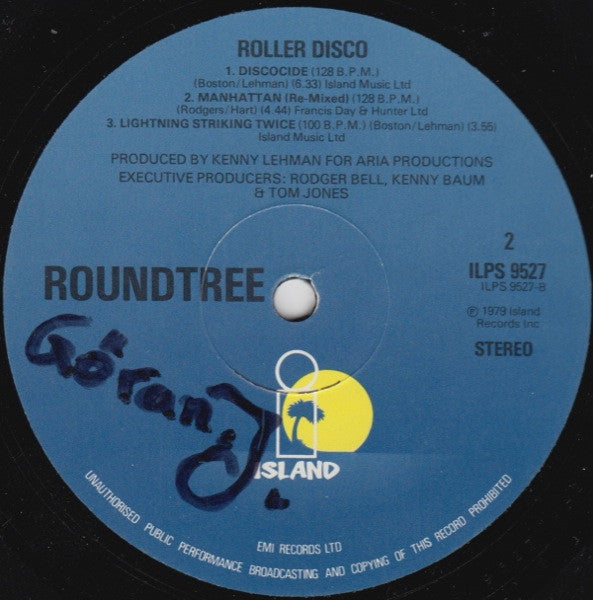 ROLLER DISCO
1. DISCOCIDE (128 B.P.M.)
(Boston/Lehman) (6.33) Island Music Ltd
2. MANHATTAN (Re-Mixed) (128 B.P.M.)
(Rodgers/Hart) (4.44) Francis Day & Hunter Ltd
3. LIGHTNING STRIKING TWICE (100 B.P.M.) (Boston/Lehman) (3.55)
Island Music Ltd
PRODUCED BY KENNY LEHMAN FOR ARIA PRODUCTIONS
EXECUTIVE PRODUCERS: RODGER BELL, KENNY BAUM
& TOM JONES
2
ROUNDTREE
ILPS 9527
ILPS 9527-B
℗ 1979 Island
Records Inc
STEREO
Göran J.
ISLAND
EMI RECORDS LTD
UNAUTHORISED PUBLIC PERFORMANCE BROADCASTING AND COPYING OF THIS RECORD PROHIBITED